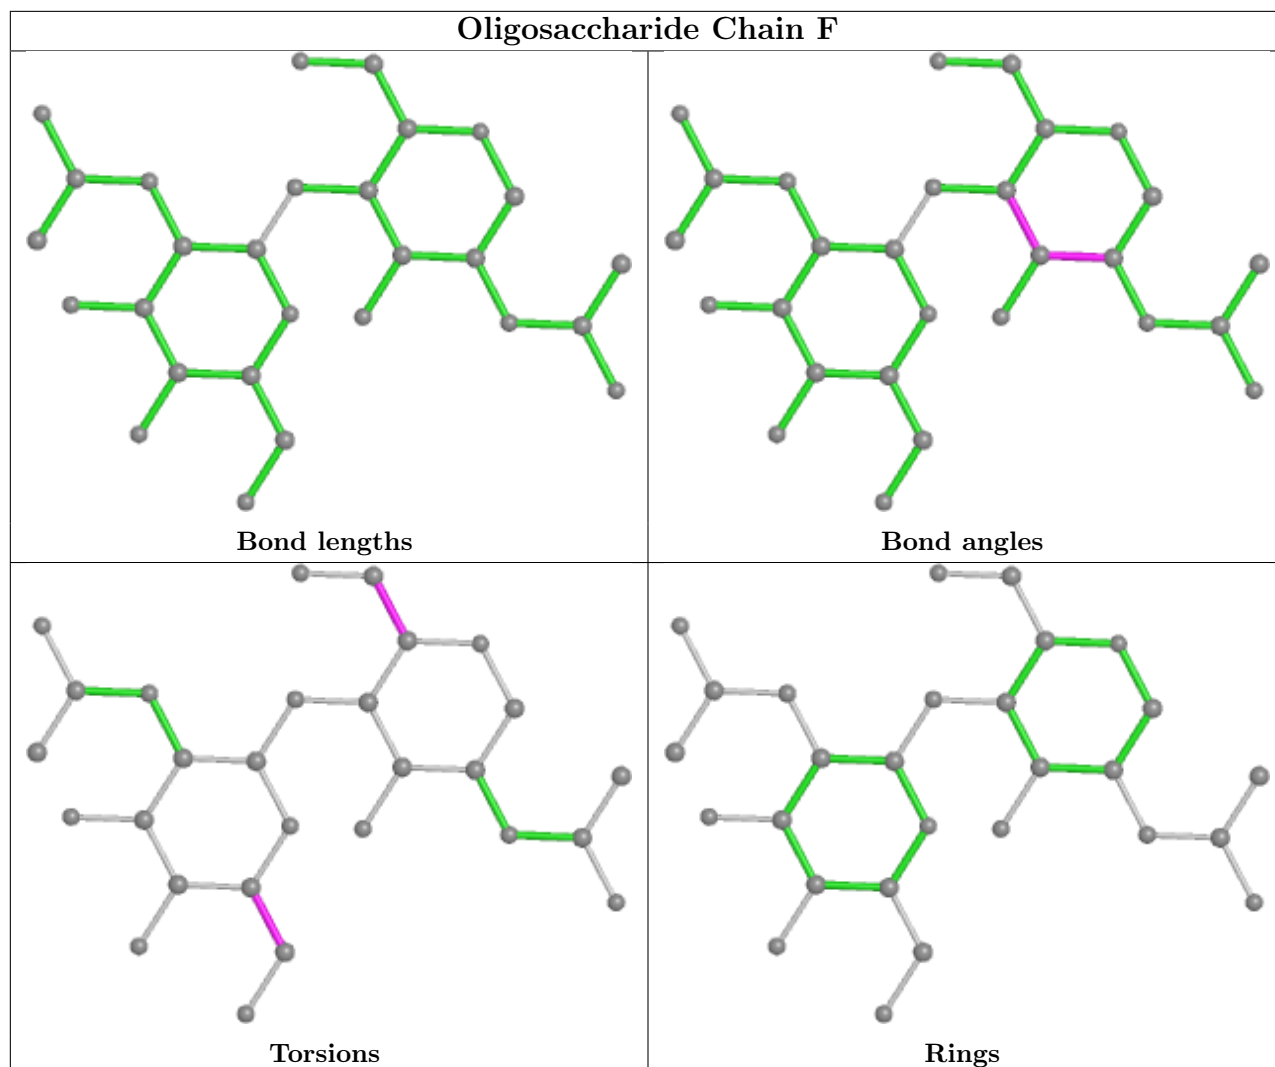 Oligosaccharide Chain F
Bond lengths
Bond angles
Torsions
Rings